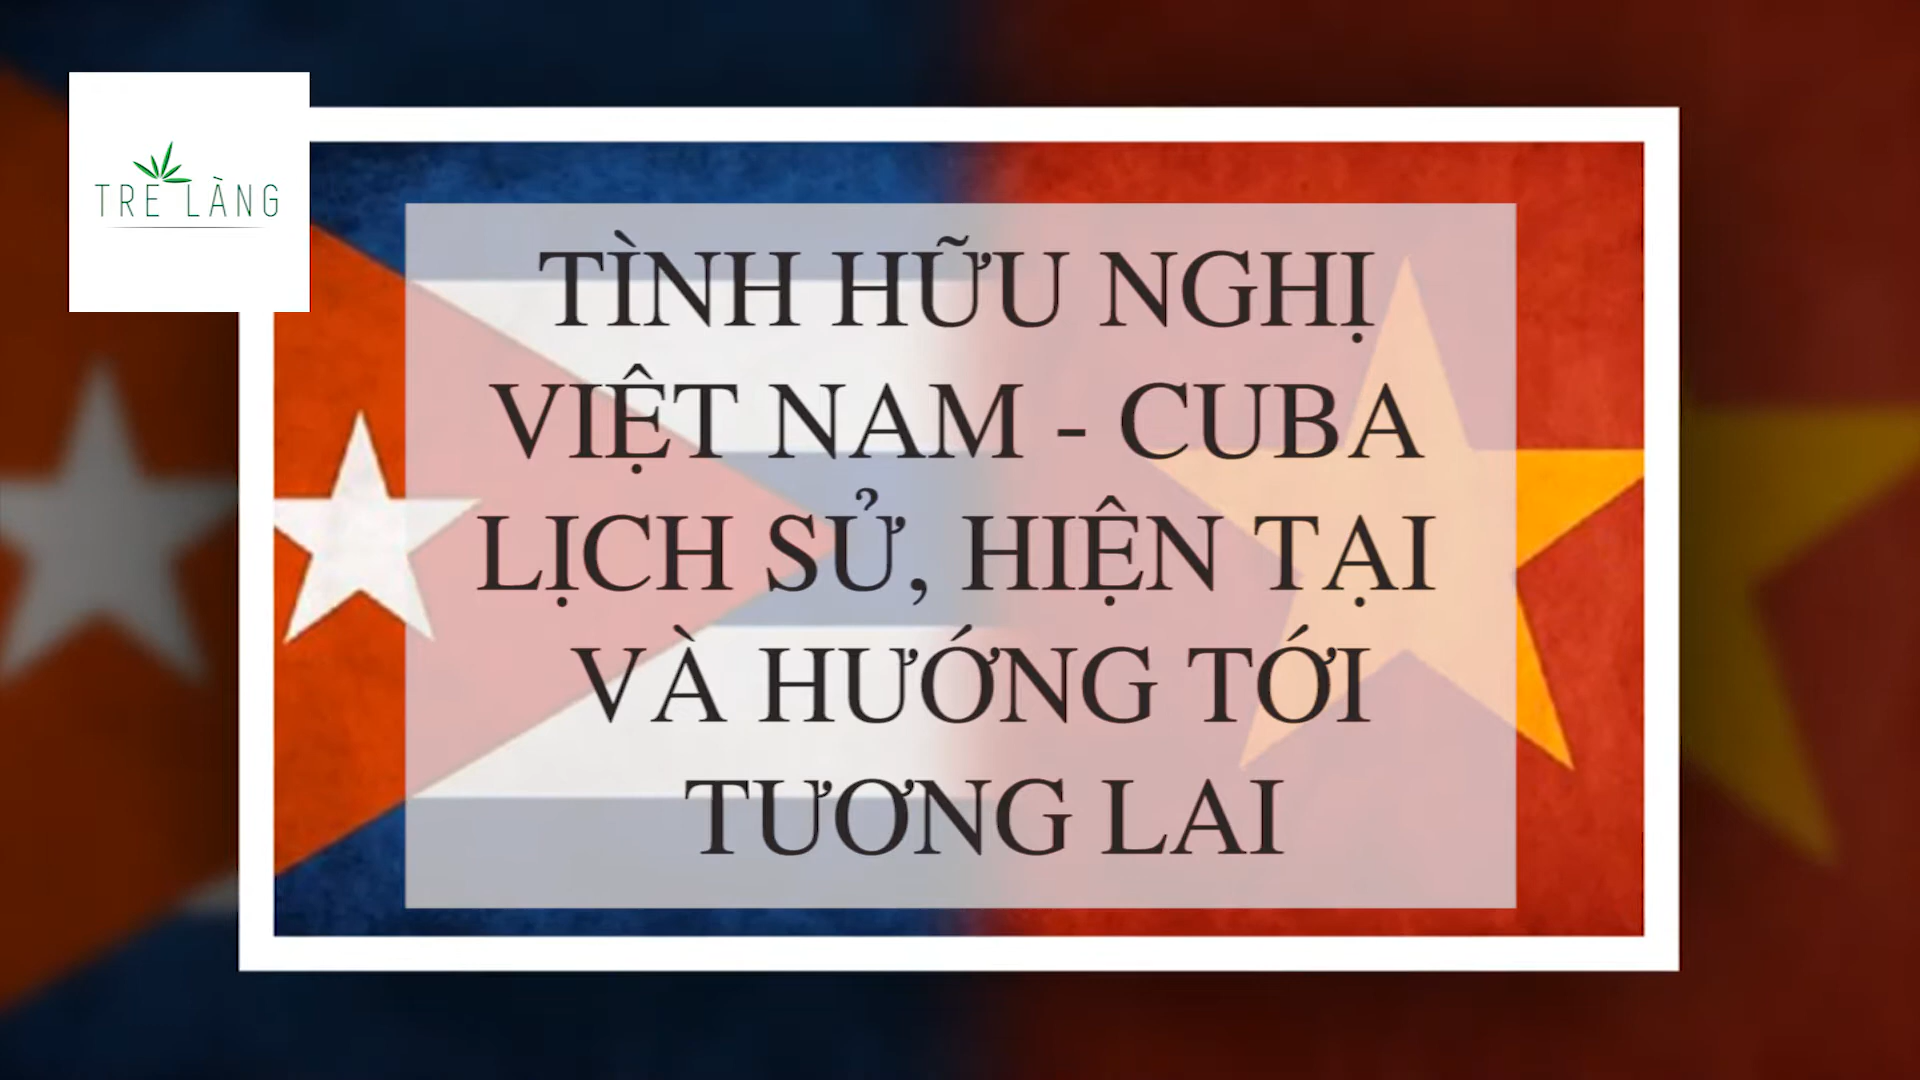 TRE LÀNG
TÌNH HỮU NGHỊ
VIỆT NAM - CUBA
LỊCH SỬ, HIỆN TẠI
VÀ HƯỚNG TỚI
TƯƠNG LAI